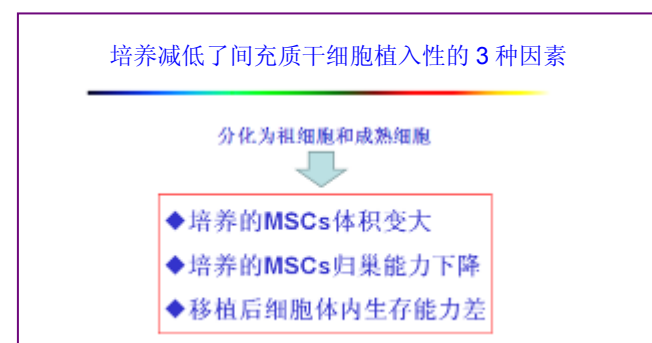 培养减低了间充质干细胞植入性的 3 种因素
分化为祖细胞和成熟细胞
◆培养的MSCs体积变大
◆培养的MSCs归巢能力下降
◆移植后细胞体内生存能力差